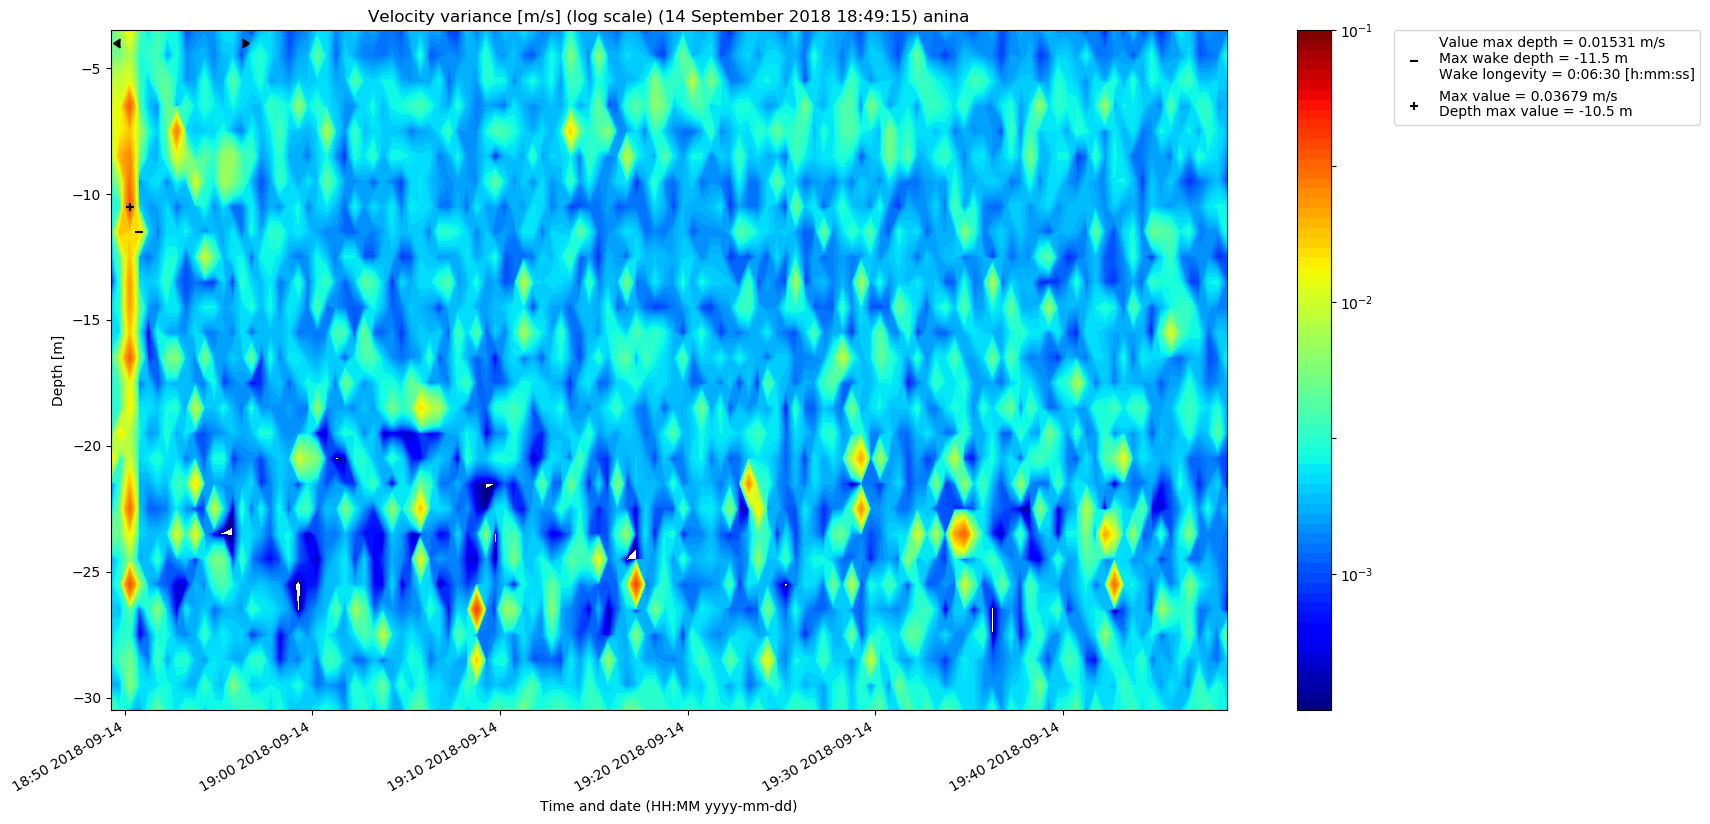 Velocity variance [m/s] (log scale) (14 September 2018 18:49:15) anina
Value max depth = 0.01531 m/s
Max wake depth = -11.5 m
Wake longevity = 0:06:30 [h:mm:ss]
Max value = 0.03679 m/s
Depth max value = -10.5 m
Depth [m]
−5
−10
−15
−20
−25
−30
18:50 2018-09-14
19:00 2018-09-14
19:10 2018-09-14
19:20 2018-09-14
19:30 2018-09-14
19:40 2018-09-14
Time and date (HH:MM yyyy-mm-dd)
10⁻¹
10⁻²
10⁻³